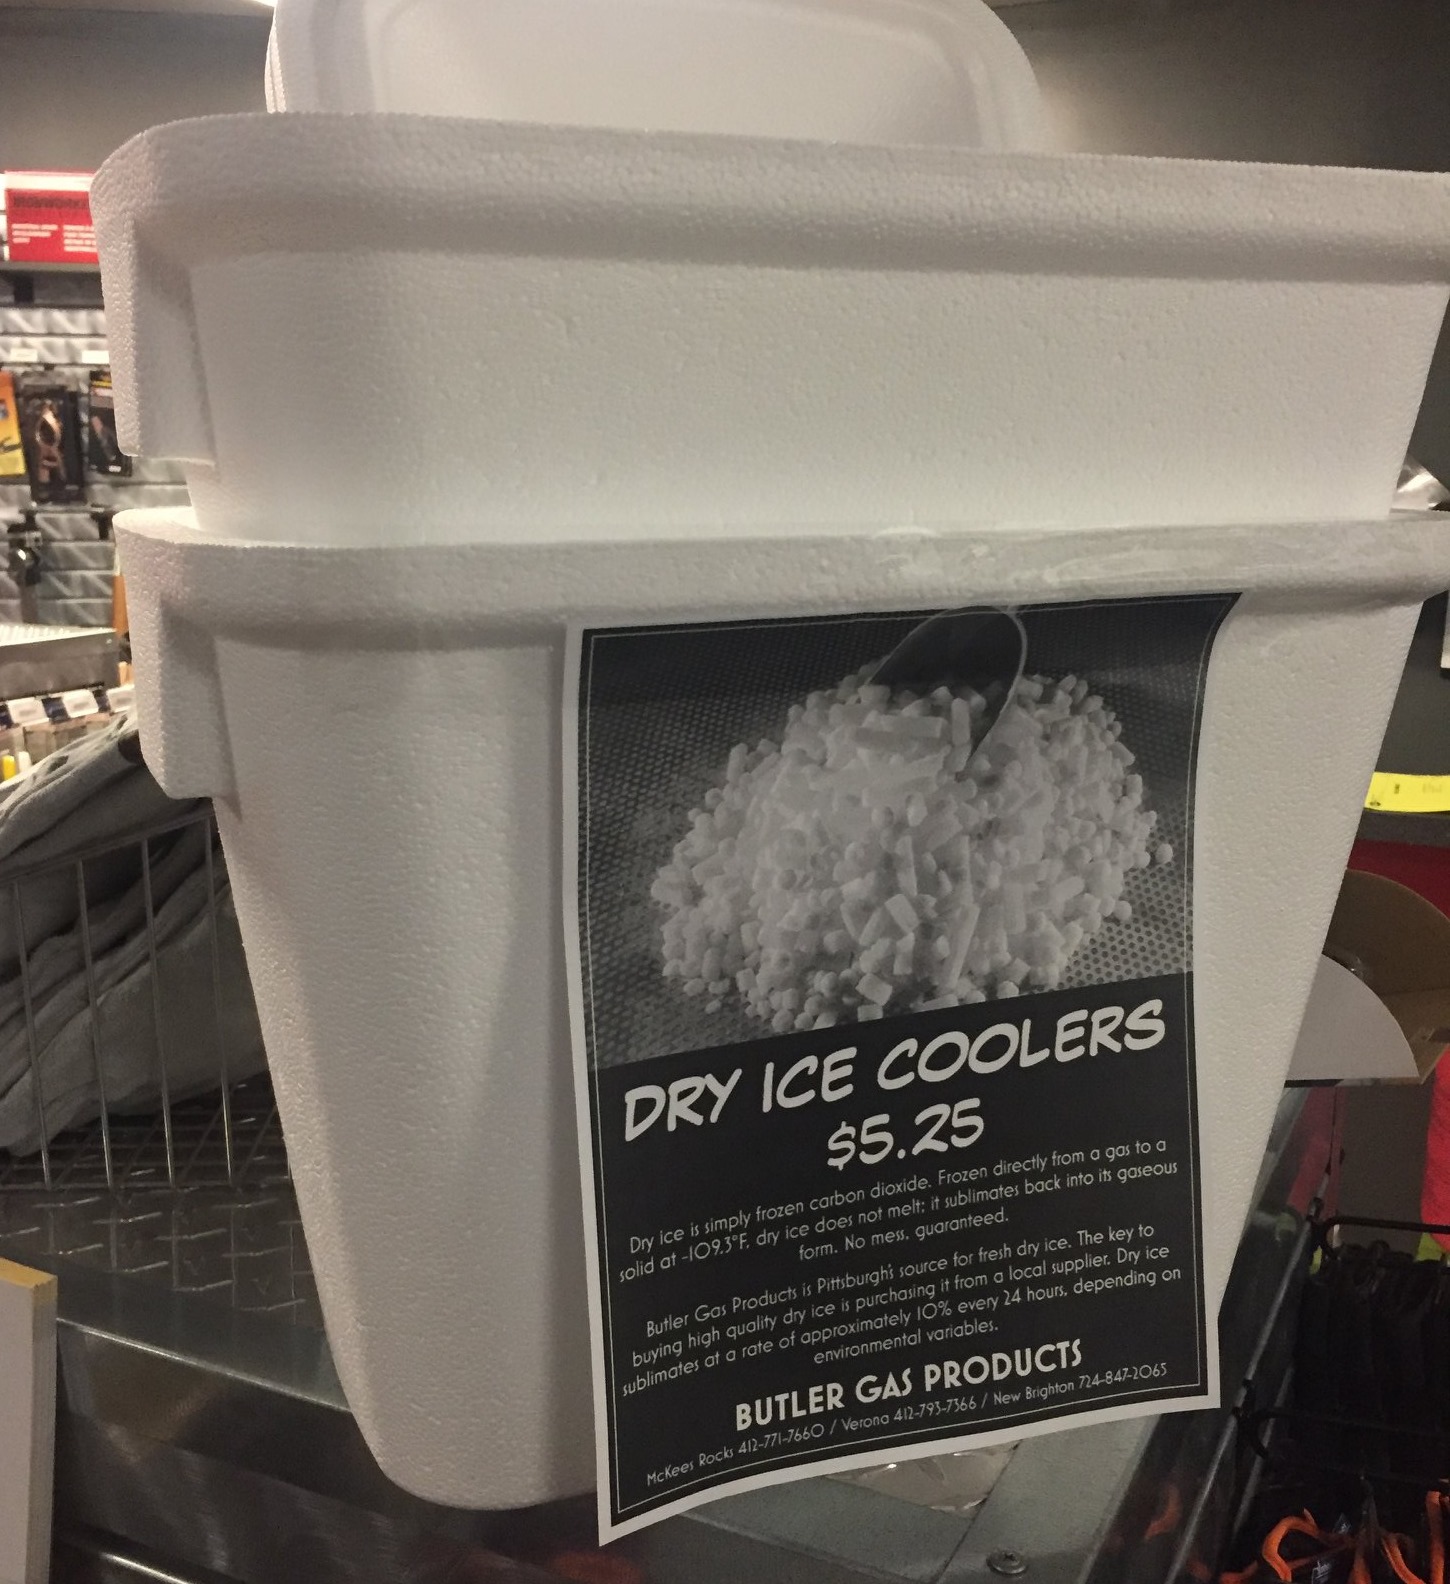 IRONWORKE
DRY ICE COOLERS
$5.25
Dry ice is simply frozen carbon dioxide. Frozen directly from a gas to a
solid at -109.3°F, dry ice does not melt; it sublimates back into its gaseous
form. No mess, guaranteed.
Butler Gas Products is Pittsburgh's source for fresh dry ice. The key to
buying high quality dry ice is purchasing it from a local supplier. Dry ice
sublimates at a rate of approximately 10% every 24 hours, depending on
environmental variables.
BUTLER GAS PRODUCTS
McKees Rocks 412-771-7660 / Verona 412-793-7366 / New Brighton 724-847-2065